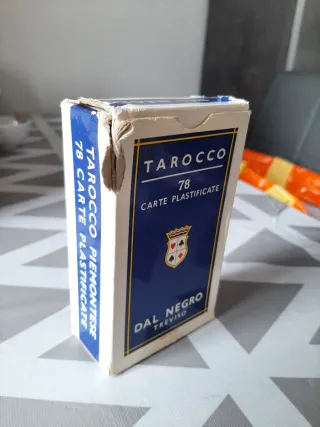 TAROCCO PIEMONTESE
78 CARTE PLASTIFICATE
TAROCCO
78
CARTE PLASTIFICATE
DAL NEGRO
TREVISO